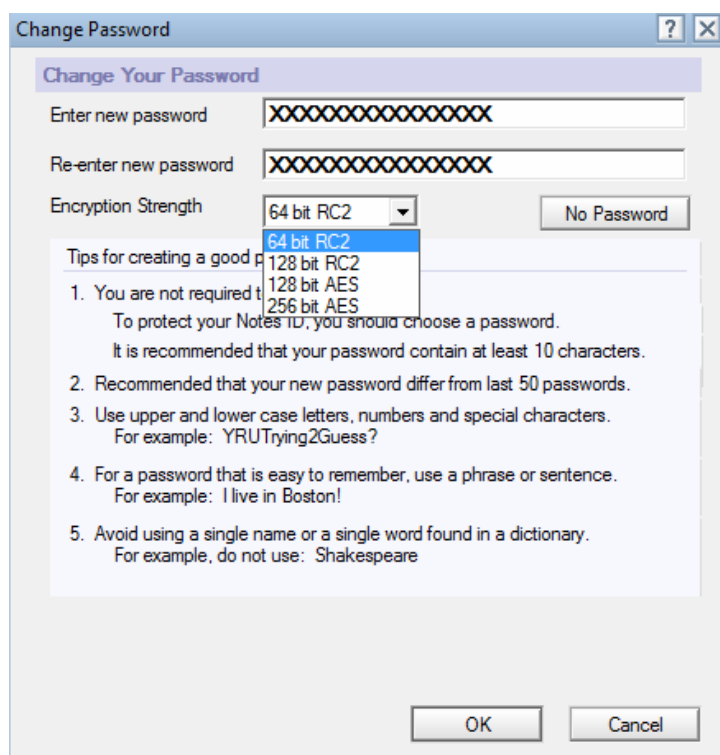 Change Password
Change Your Password
Enter new password XXXXXXXXXXXXXXX
Re-enter new password XXXXXXXXXXXXXXX
Encryption Strength 64 bit RC2 No Password
64 bit RC2
128 bit RC2
128 bit AES
256 bit AES
Tips for creating a good
1. You are not required
To protect your Notes ID, you should choose a password.
It is recommended that your password contain at least 10 characters.
2. Recommended that your new password differ from last 50 passwords.
3. Use upper and lower case letters, numbers and special characters.
For example: YRUTrying2Guess?
4. For a password that is easy to remember, use a phrase or sentence.
For example: I live in Boston!
5. Avoid using a single name or a single word found in a dictionary.
For example, do not use: Shakespeare
OK Cancel